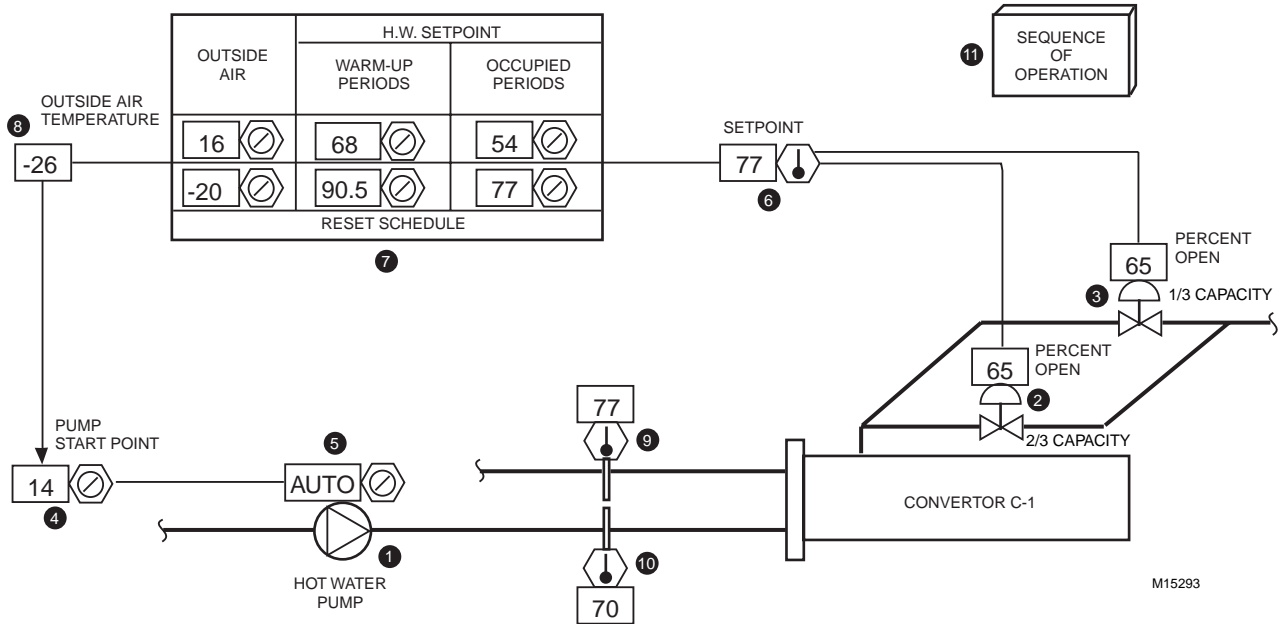 H.W. SETPOINT
OUTSIDE
AIR
WARM-UP
PERIODS
OCCUPIED
PERIODS
16
68
54
-20
90.5
77
RESET SCHEDULE
7
8
OUTSIDE AIR
TEMPERATURE
-26
11
SEQUENCE
OF
OPERATION
SETPOINT
77
6
65
PERCENT
OPEN
3
1/3 CAPACITY
65
PERCENT
OPEN
2
2/3 CAPACITY
PUMP
START POINT
14
4
5
AUTO
1
HOT WATER
PUMP
77
9
10
70
CONVERTOR C-1
M15293